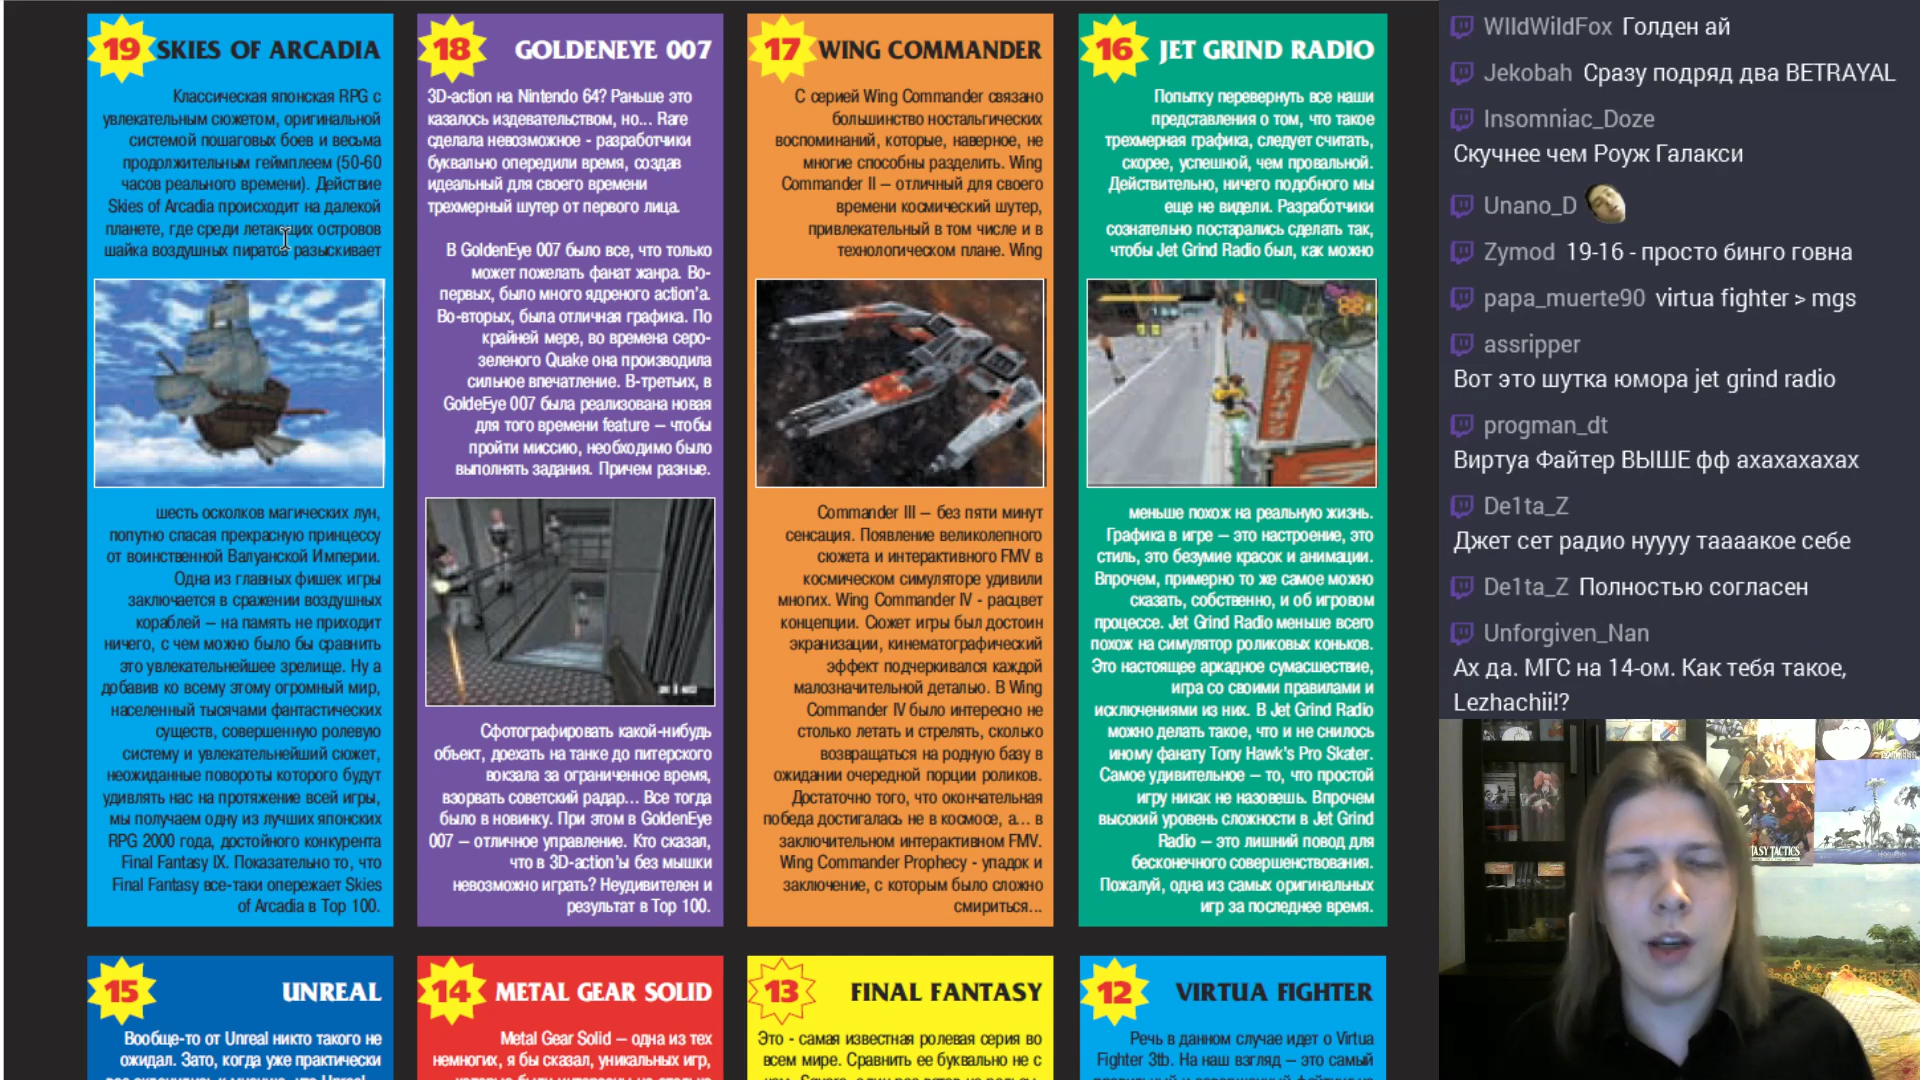 19 SKIES OF ARCADIA
Классическая японская RPG с
увлекательным сюжетом, оригинальной
системой пошаговых боев и весьма
продолжительным геймплеем (50-60
часов реального времени). Действие
Skies of Arcadia происходит на далекой
планете, где среди летающих островов
шайка воздушных пиратов разыскивает
шесть осколков магических лун,
попутно спасая прекрасную принцессу
от воинственной Валуанской Империи.
Одна из главных фишек игры
заключается в сражении воздушных
кораблей – на память не приходит
ничего, с чем можно было бы сравнить
это увлекательнейшее зрелище. Ну а
добавив ко всему этому огромный мир,
населенный тысячами фантастических
существ, совершенную ролевую
систему и увлекательнейший сюжет,
неожиданные повороты которого будут
удивлять нас на протяжение всей игры,
мы получаем одну из лучших японских
RPG 2000 года, достойного конкурента
Final Fantasy IX. Показательно то, что
Final Fantasy все-таки опережает Skies
of Arcadia в Top 100.
18 GOLDENEYE 007
3D-action на Nintendo 64? Раньше это
казалось издевательством, но... Rare
сделала невозможное - разработчики
буквально опередили время, создав
идеальный для своего времени
трехмерный шутер от первого лица.
В GoldenEye 007 было все, что только
может пожелать фанат жанра. Во-
первых, было много ядреного action'а.
Во-вторых, была отличная графика. По
крайней мере, во времена серо-
зеленого Quake она производила
сильное впечатление. В-третьих, в
GoldeEye 007 была реализована новая
для того времени feature – чтобы
пройти миссию, необходимо было
выполнять задания. Причем разные.
Сфотографировать какой-нибудь
объект, доехать на танке до питерского
вокзала за ограниченное время,
взорвать советский радар... Все тогда
было в новинку. При этом в GoldenEye
007 – отличное управление. Кто сказал,
что в 3D-action'ы без мышки
невозможно играть? Неудивителен и
результат в Top 100.
17 WING COMMANDER
С серией Wing Commander связано
большинство ностальгических
воспоминаний, которые, наверное, не
многие способны разделить. Wing
Commander II – отличный для своего
времени космический шутер,
привлекательный в том числе и в
технологическом плане. Wing
Commander III – без пяти минут
сенсация. Появление великолепного
сюжета и интерактивного FMV в
космическом симуляторе удивили
многих. Wing Commander IV - расцвет
концепции. Сюжет игры был достоин
экранизации, кинематографический
эффект подчеркивался каждой
малозначительной деталью. В Wing
Commander IV было интересно не
столько летать и стрелять, сколько
возвращаться на родную базу в
ожидании очередной порции роликов.
Достаточно того, что окончательная
победа достигалась не в космосе, а... в
заключительном интерактивном FMV.
Wing Commander Prophecy - упадок и
заключение, с которым было сложно
смириться...
16 JET GRIND RADIO
Попытку перевернуть все наши
представления о том, что такое
трехмерная графика, следует считать,
скорее, успешной, чем провальной.
Действительно, ничего подобного мы
еще не видели. Разработчики
сознательно постарались сделать так,
чтобы Jet Grind Radio был, как можно
меньше похож на реальную жизнь.
Графика в игре – это настроение, это
стиль, это безумие красок и анимации.
Впрочем, примерно то же самое можно
сказать, собственно, и об игровом
процессе. Jet Grind Radio меньше всего
похож на симулятор роликовых коньков.
Это настоящее аркадное сумасшествие,
игра со своими правилами и
исключениями из них. В Jet Grind Radio
можно делать такое, что и не снилось
иному фанату Tony Hawk's Pro Skater.
Самое удивительное – то, что простой
игру никак не назовешь. Впрочем
высокий уровень сложности в Jet Grind
Radio – это лишний повод для
бесконечного совершенствования.
Пожалуй, одна из самых оригинальных
игр за последнее время.
15 UNREAL
Вообще-то от Unreal никто такого не
ожидал. Зато, когда уже практически
14 METAL GEAR SOLID
Metal Gear Solid – одна из тех
немногих, я бы сказал, уникальных игр,
13 FINAL FANTASY
Это - самая известная ролевая серия во
всем мире. Сравнить ее буквально не с
12 VIRTUA FIGHTER
Речь в данном случае идет о Virtua
Fighter 3tb. На наш взгляд – это самый
WIldWildFox Голден ай
Jekobah Сразу подряд два BETRAYAL
Insomniac_Doze
Скучнее чем Роуж Галакси
Unano_D
Zymod 19-16 - просто бинго говна
papa_muerte90 virtua fighter > mgs
assripper
Вот это шутка юмора jet grind radio
progman_dt
Виртуа Файтер ВЫШЕ фф ахахахахах
De1ta_Z
Джет сет радио нуууу таааакое себе
De1ta_Z Полностью согласен
Unforgiven_Nan
Ах да. МГС на 14-ом. Как тебя такое,
Lezhachii!?